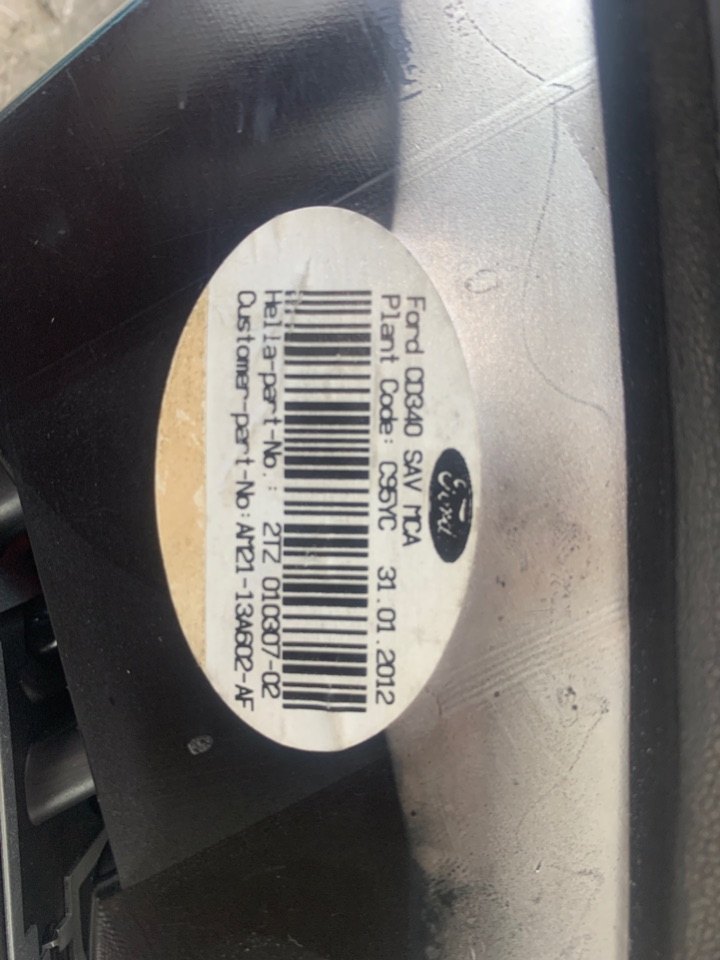 Ford
Ford CD340 SAV MCA
Plant Code: C95YC 31.01.2012
Hella-part-No.: 2TZ 010307-02
Customer-part-No: AM21-13A602-AF